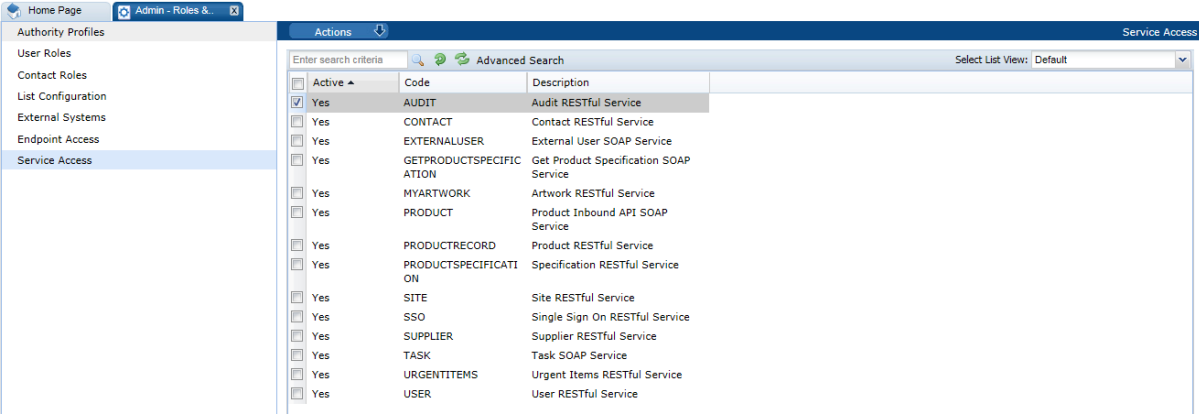 Home Page
Admin - Roles &..
Authority Profiles
User Roles
Contact Roles
List Configuration
External Systems
Endpoint Access
Service Access
Actions
Service Access
Enter search criteria
Advanced Search
Select List View: Default
Active Code Description
Yes AUDIT Audit RESTful Service
Yes CONTACT Contact RESTful Service
Yes EXTERNALUSER External User SOAP Service
Yes GETPRODUCTSPECIFIC Get Product Specification SOAP
ATION Service
Yes MYARTWORK Artwork RESTful Service
Yes PRODUCT Product Inbound API SOAP
Service
Yes PRODUCTRECORD Product RESTful Service
Yes PRODUCTSPECIFICATI Specification RESTful Service
ON
Yes SITE Site RESTful Service
Yes SSO Single Sign On RESTful Service
Yes SUPPLIER Supplier RESTful Service
Yes TASK Task SOAP Service
Yes URGENTITEMS Urgent Items RESTful Service
Yes USER User RESTful Service